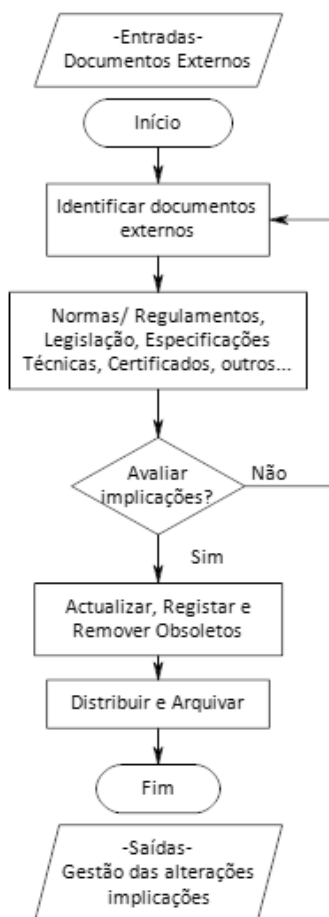 -Entradas-
Documentos Externos
Início
Identificar documentos
externos
Normas/ Regulamentos,
Legislação, Especificações
Técnicas, Certificados, outros...
Avaliar
implicações?
Não
Sim
Actualizar, Registar e
Remover Obsoletos
Distribuir e Arquivar
Fim
-Saídas-
Gestão das alterações
implicações